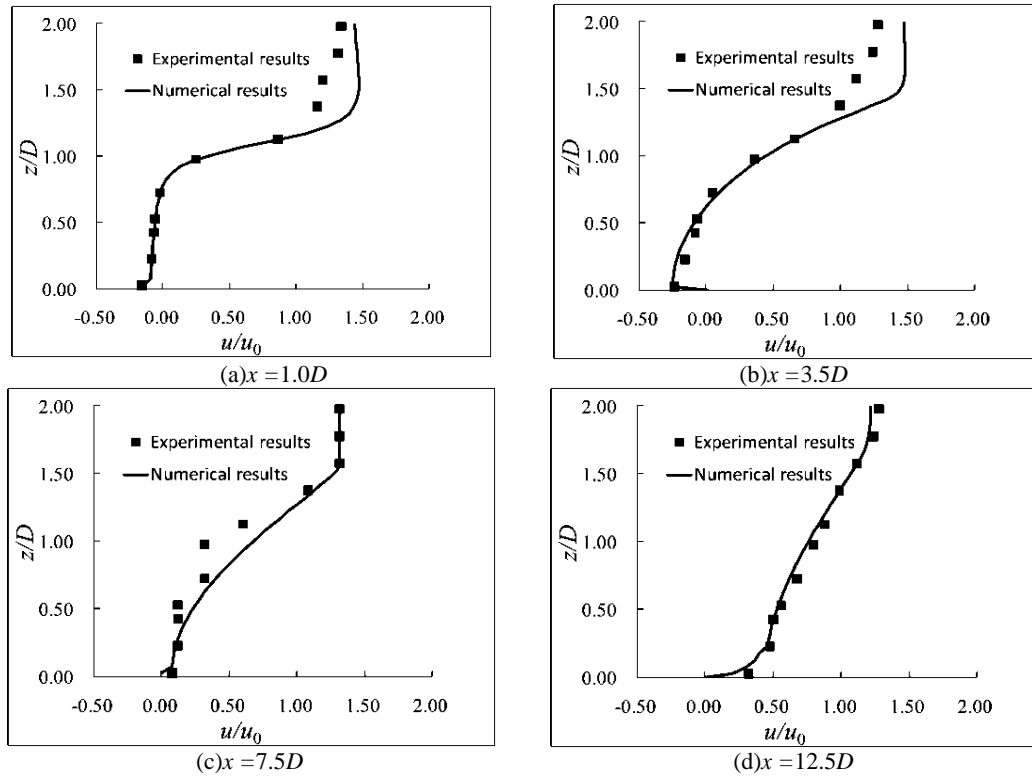 2.00
1.50
1.00
0.50
0.00
z/D
Experimental results
Numerical results
-0.50 0.00 0.50 1.00 1.50 2.00
u/u0
(a)x =1.0D
2.00
1.50
1.00
0.50
0.00
z/D
Experimental results
Numerical results
-0.50 0.00 0.50 1.00 1.50 2.00
u/u0
(b)x =3.5D
2.00
1.50
1.00
0.50
0.00
z/D
Experimental results
Numerical results
-0.50 0.00 0.50 1.00 1.50 2.00
u/u0
(c)x =7.5D
2.00
1.50
1.00
0.50
0.00
z/D
Experimental results
Numerical results
-0.50 0.00 0.50 1.00 1.50 2.00
u/u0
(d)x =12.5D